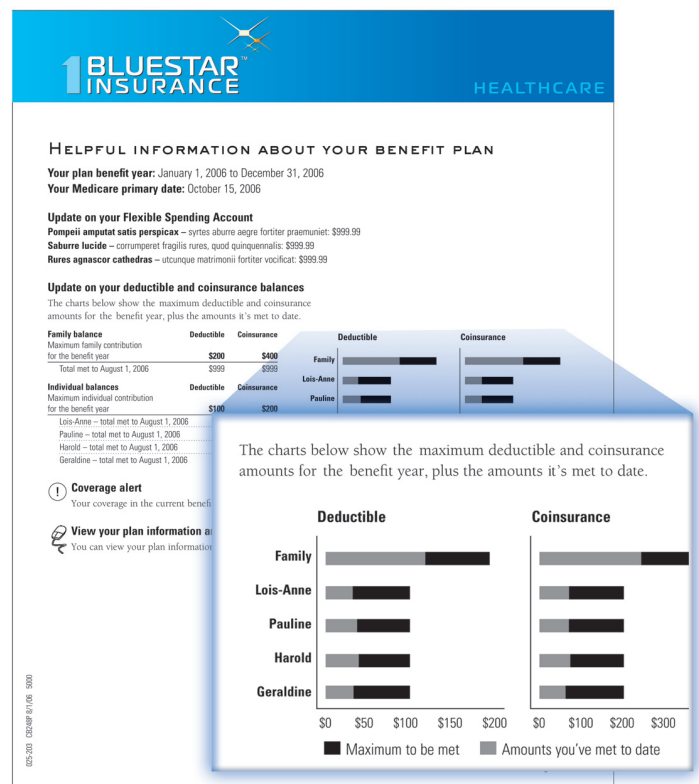 1 BLUESTAR™
INSURANCE
HEALTHCARE
HELPFUL INFORMATION ABOUT YOUR BENEFIT PLAN
Your plan benefit year: January 1, 2006 to December 31, 2006
Your Medicare primary date: October 15, 2006
Update on your Flexible Spending Account
Pompeii amputat satis perspicax – syrtes aburre aegre fortiter praemuniet: $999.99
Saburre lucide – corrumperet fragilis rures, quod quinquennalis: $999.99
Rures agnascor cathedras – utcunque matrimonii fortiter vocificat: $999.99
Update on your deductible and coinsurance balances
The charts below show the maximum deductible and coinsurance
amounts for the benefit year, plus the amounts it's met to date.
Family balance Deductible Coinsurance
Maximum family contribution
for the benefit year $200 $400
Total met to August 1, 2006 $999 $999
Individual balances Deductible Coinsurance
Maximum individual contribution
for the benefit year $100 $200
Lois-Anne – total met to August 1, 2006
Pauline – total met to August 1, 2006
Harold – total met to August 1, 2006
Geraldine – total met to August 1, 2006
Deductible Coinsurance
Family
Lois-Anne
Pauline
! Coverage alert
Your coverage in the current benefi
View your plan information a
You can view your plan information
The charts below show the maximum deductible and coinsurance
amounts for the benefit year, plus the amounts it's met to date.
Deductible Coinsurance
Family
Lois-Anne
Pauline
Harold
Geraldine
$0 $50 $100 $150 $200 $0 $100 $200 $300
Maximum to be met Amounts you've met to date
025-203 CB248P 8/1/06 5000